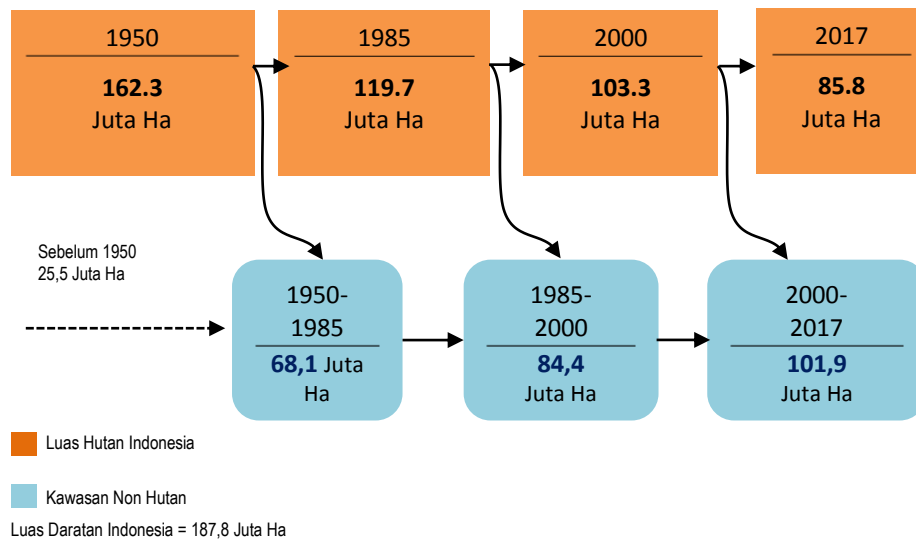 1950
162.3
Juta Ha
1985
119.7
Juta Ha
2000
103.3
Juta Ha
2017
85.8
Juta Ha
Sebelum 1950
25,5 Juta Ha
1950-
1985
68,1 Juta
Ha
1985-
2000
84,4
Juta Ha
2000-
2017
101,9
Juta Ha
Luas Hutan Indonesia
Kawasan Non Hutan
Luas Daratan Indonesia = 187,8 Juta Ha